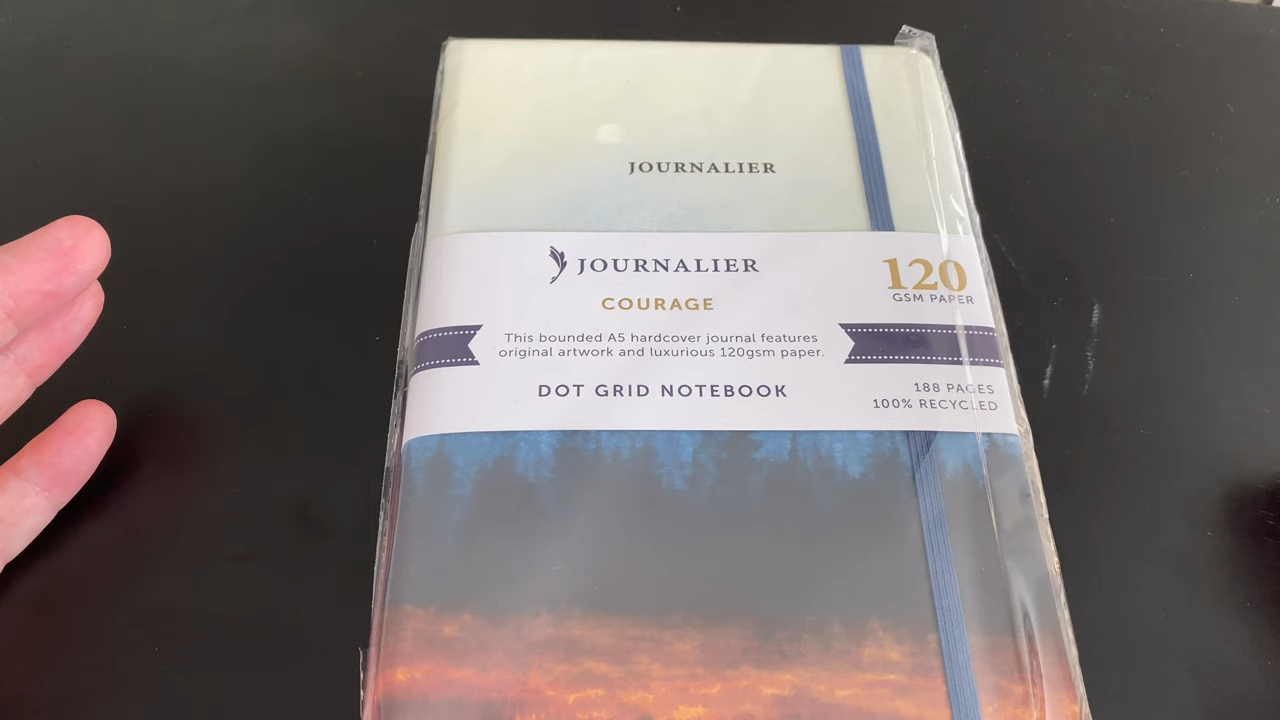 JOURNALIER
JOURNALIER
COURAGE
120
GSM PAPER
This bounded A5 hardcover journal features
original artwork and luxurious 120gsm paper.
DOT GRID NOTEBOOK
188 PAGES
100% RECYCLED